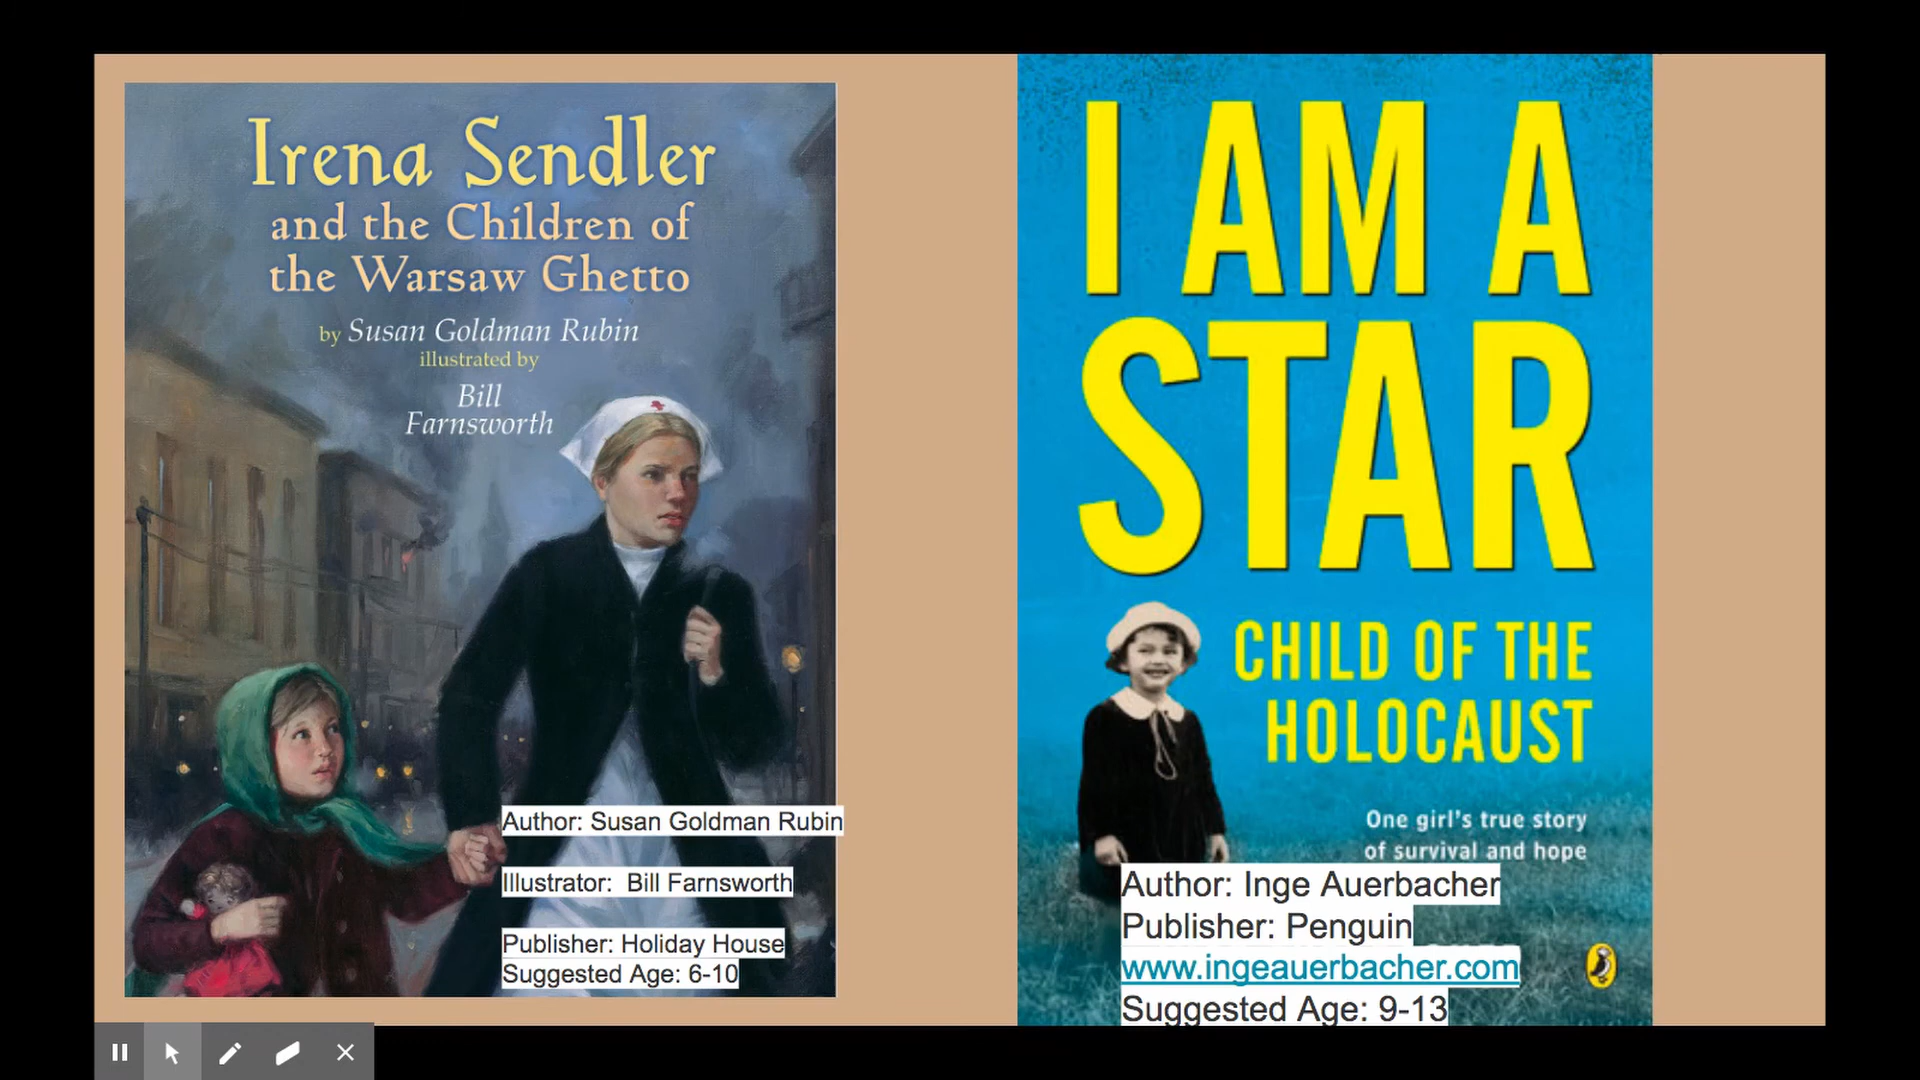 Irena Sendler
and the Children of
the Warsaw Ghetto
by Susan Goldman Rubin
illustrated by
Bill
Farnsworth
Author: Susan Goldman Rubin
Illustrator:  Bill Farnsworth
Publisher: Holiday House
Suggested Age: 6-10
I AM A
STAR
CHILD OF THE
HOLOCAUST
One girl's true story
of survival and hope
Author: Inge Auerbacher
Publisher: Penguin
www.ingeauerbacher.com
Suggested Age: 9-13